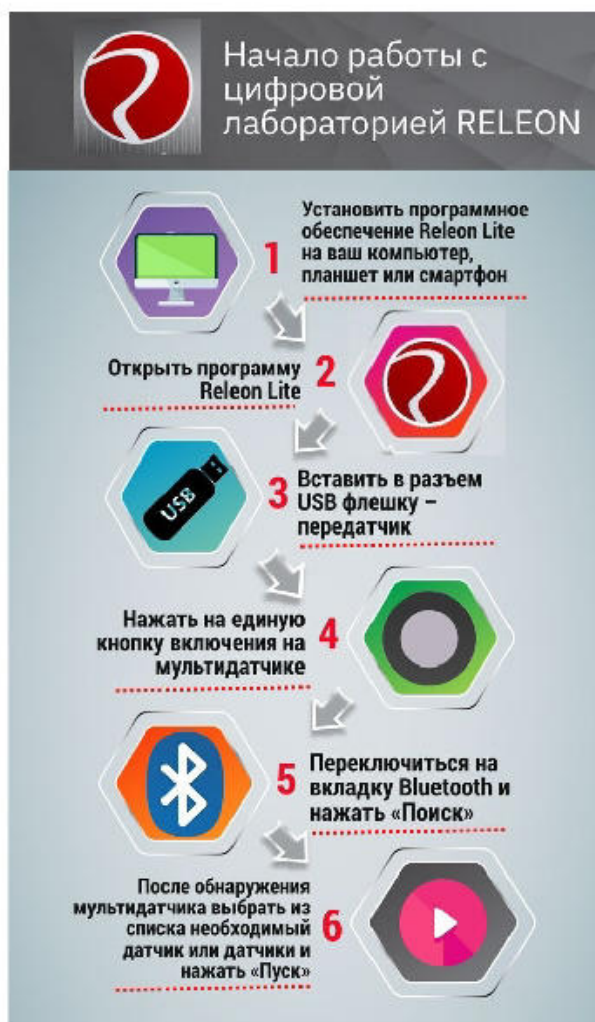 Начало работы с
цифровой
лабораторией RELEON
1
Установить программное
обеспечение Releon Lite
на ваш компьютер,
планшет или смартфон
Открыть программу
Releon Lite
2
USB
3
Вставить в разъем
USB флешку –
передатчик
Нажать на единую
кнопку включения на
мультидатчике
4
5
Переключиться на
вкладку Bluetooth и
нажать «Поиск»
После обнаружения
мультидатчика выбрать из
списка необходимый
датчик или датчики и
нажать «Пуск»
6